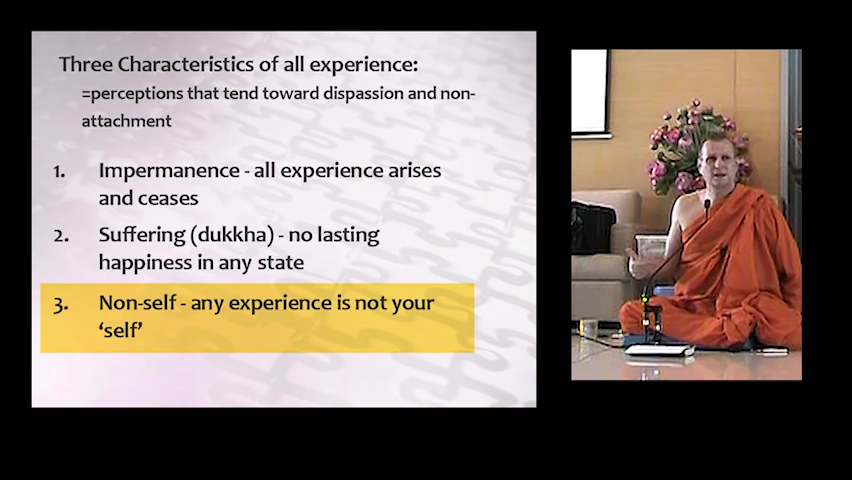 Three Characteristics of all experience:
=perceptions that tend toward dispassion and non-
attachment
1. Impermanence - all experience arises
and ceases
2. Suffering (dukkha) - no lasting
happiness in any state
3. Non-self - any experience is not your
‘self’